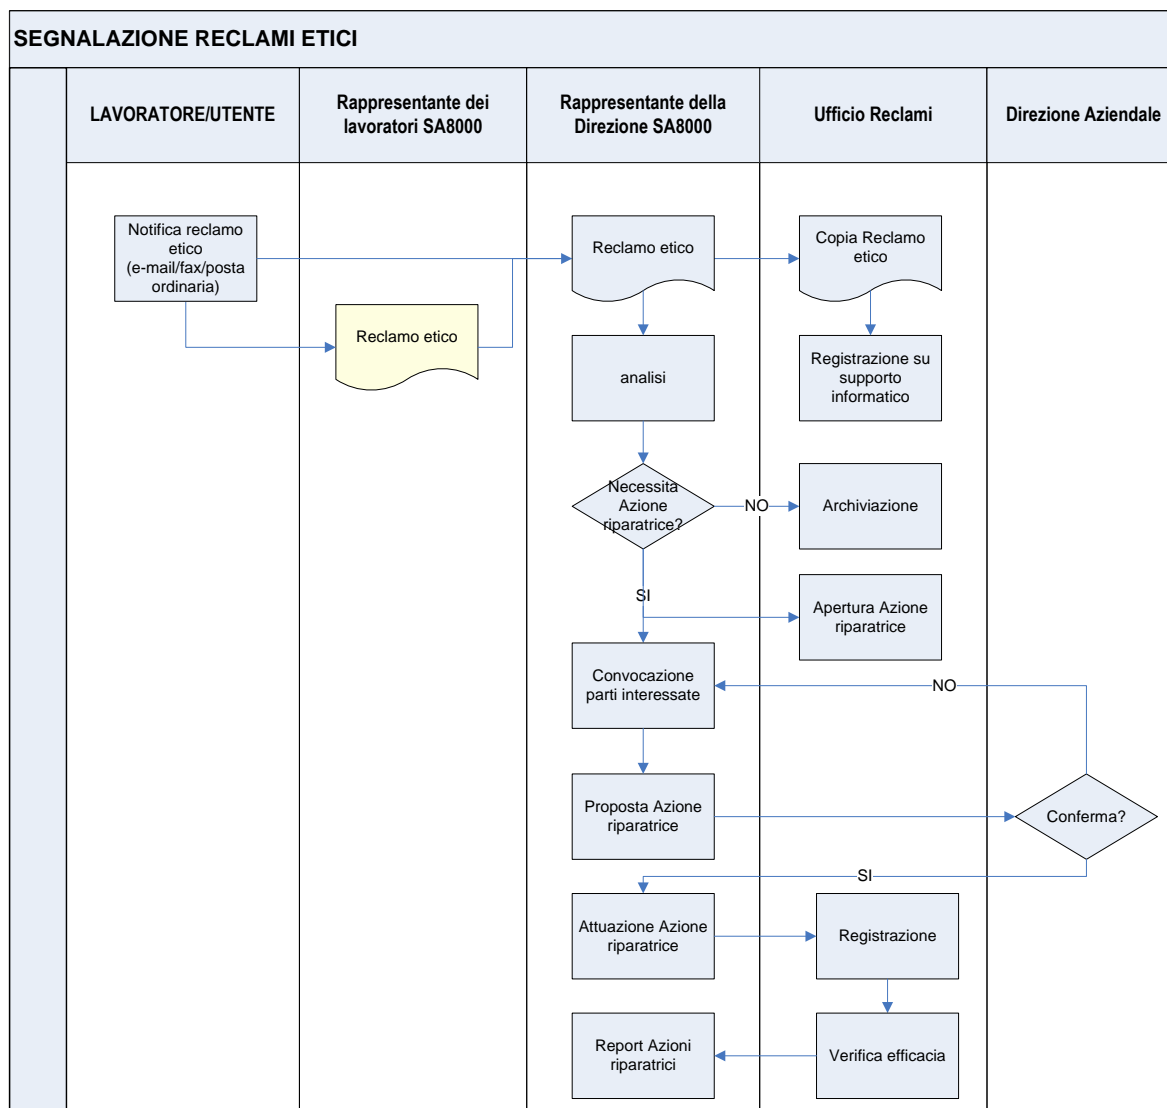 SEGNALAZIONE RECLAMI ETICI
LAVORATORE/UTENTE
Rappresentante dei
lavoratori SA8000
Rappresentante della
Direzione SA8000
Ufficio Reclami
Direzione Aziendale
Notifica reclamo
etico
(e-mail/fax/posta
ordinaria)
Reclamo etico
Reclamo etico
Copia Reclamo
etico
analisi
Registrazione su
supporto
informatico
Necessita
Azione
riparatrice?
NO
Archiviazione
SI
Apertura Azione
riparatrice
Convocazione
parti interessate
NO
Proposta Azione
riparatrice
Conferma?
SI
Attuazione Azione
riparatrice
Registrazione
Report Azioni
riparatrici
Verifica efficacia